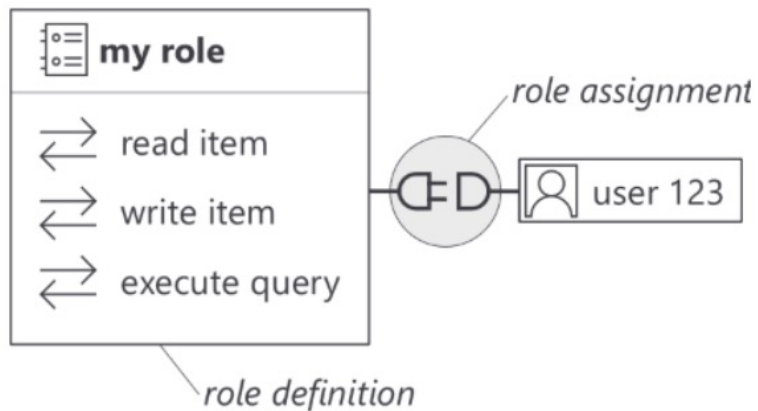 my role
read item
write item
execute query
role assignment
user 123
role definition